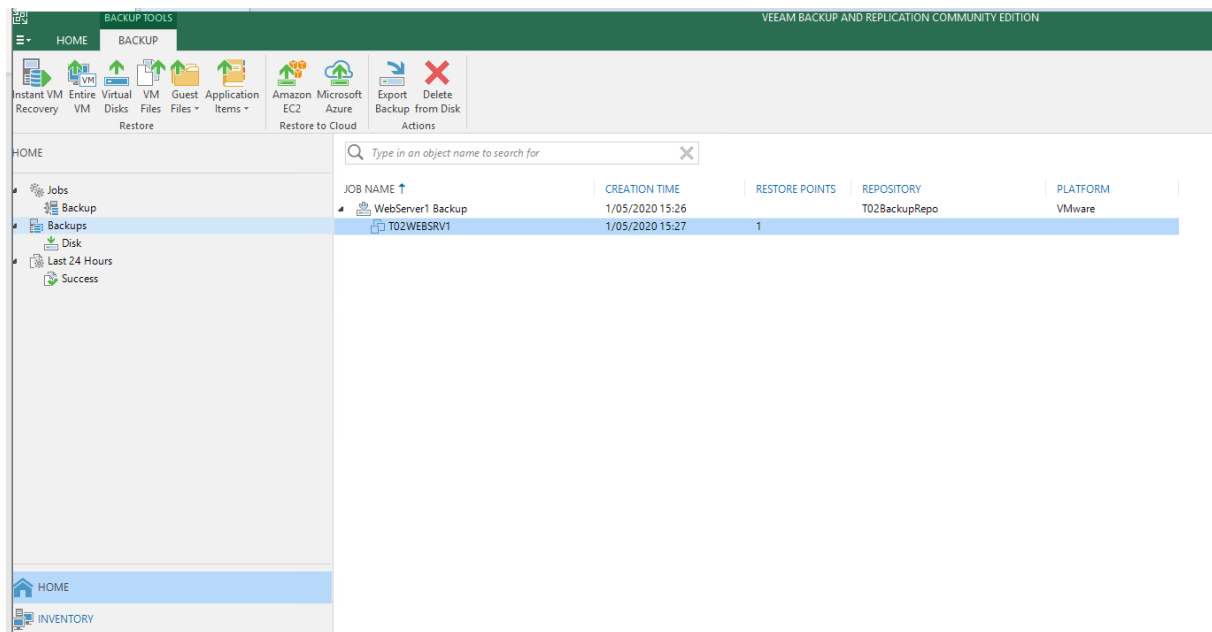 BACKUP TOOLS
VEEAM BACKUP AND REPLICATION COMMUNITY EDITION
HOME BACKUP
Instant VM Recovery
Entire VM
Virtual Disks
VM Files
Guest Files
Application Items
Amazon EC2
Microsoft Azure
Export Backup
Delete from Disk
Restore
Restore to Cloud
Actions
HOME
Type in an object name to search for
Jobs
Backup
Backups
Disk
Last 24 Hours
Success
JOB NAME CREATION TIME RESTORE POINTS REPOSITORY PLATFORM
WebServer1 Backup 1/05/2020 15:26 T02BackupRepo VMware
T02WEBSRV1 1/05/2020 15:27 1
HOME
INVENTORY